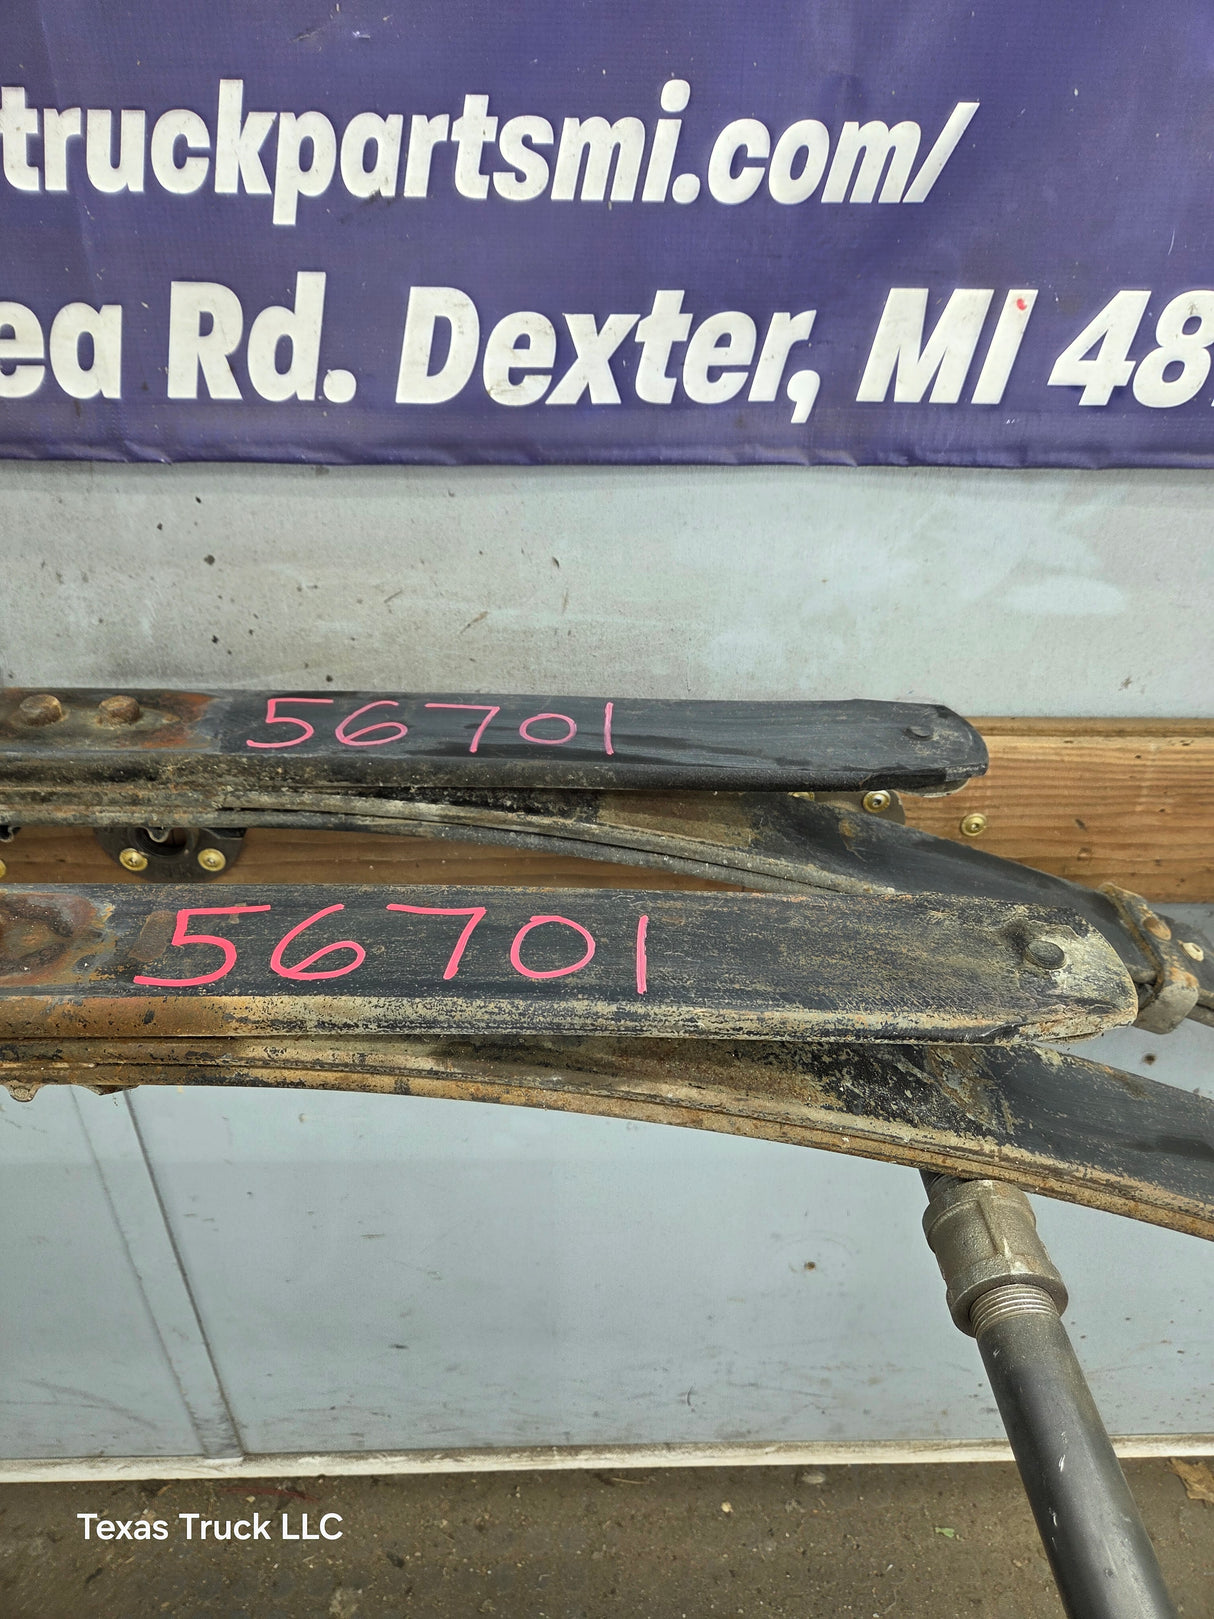 truckpartsmi.com/
ea Rd. Dexter, MI 48
56701
56701
Texas Truck LLC